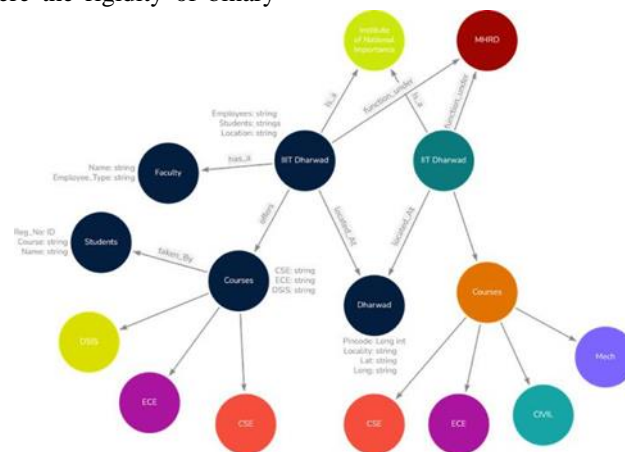 ere the rigidity of binary
Institute
of National
Importance
MHRD
Is_a
function_under
Is_a
function_under
Employees: string
Students: strings
Location: string
IIIT Dharwad
IIT Dharwad
has_a
Faculty
Name: string
Employee_Type: string
offers
located_At
located_At
Reg_No: ID
Course: string
Name: string
Students
Taken_By
Courses
CSE: string
ECE: string
DSIS: string
Dharwad
Pincode: Long int
Locality: string
Lat: string
Long: string
Courses
DSIS
ECE
CSE
CSE
ECE
CIVIL
Mech